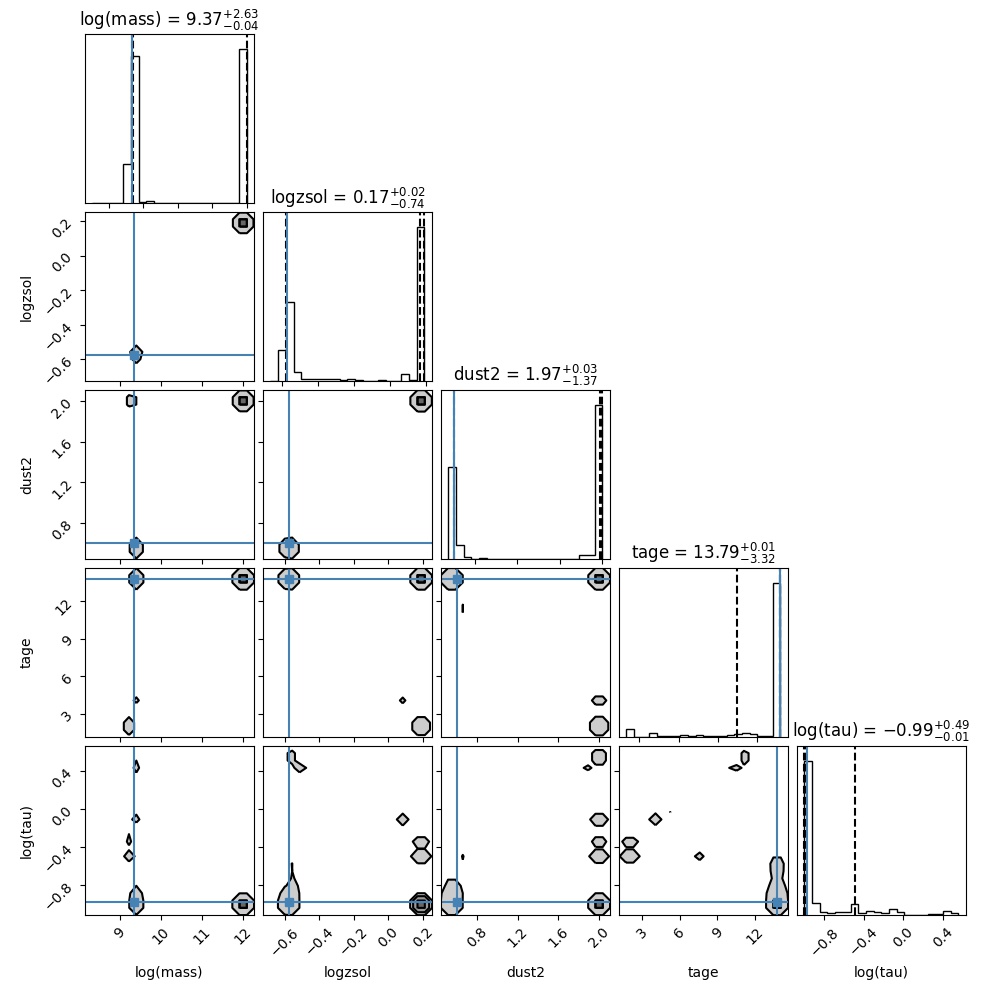 log(mass) = 9.37+2.63−0.04
logzsol = 0.17+0.02−0.74
dust2 = 1.97+0.03−1.37
tage = 13.79+0.01−3.32
log(tau) = −0.99+0.49−0.01
logzsol
0.2
0.0
−0.2
−0.4
−0.6
dust2
2.0
1.6
1.2
0.8
tage
12
9
6
3
log(tau)
0.4
0.0
−0.4
−0.8
9 10 11 12
−0.6 −0.4 −0.2 0.0 0.2
0.8 1.2 1.6 2.0
3 6 9 12
−0.8 −0.4 0.0 0.4
log(mass) logzsol dust2 tage log(tau)